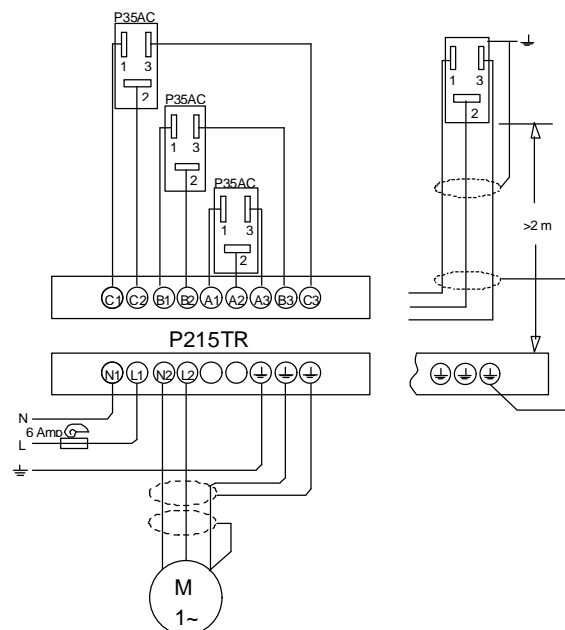 P35AC
1 3
2
P35AC
1 3
2
P35AC
1 3
2
C1 C2 B1 B2 A1 A2 A3 B3 C3
P215TR
N1 L1 N2 L2
N
6 Amp
L
M
1~
1 3
2
>2 m